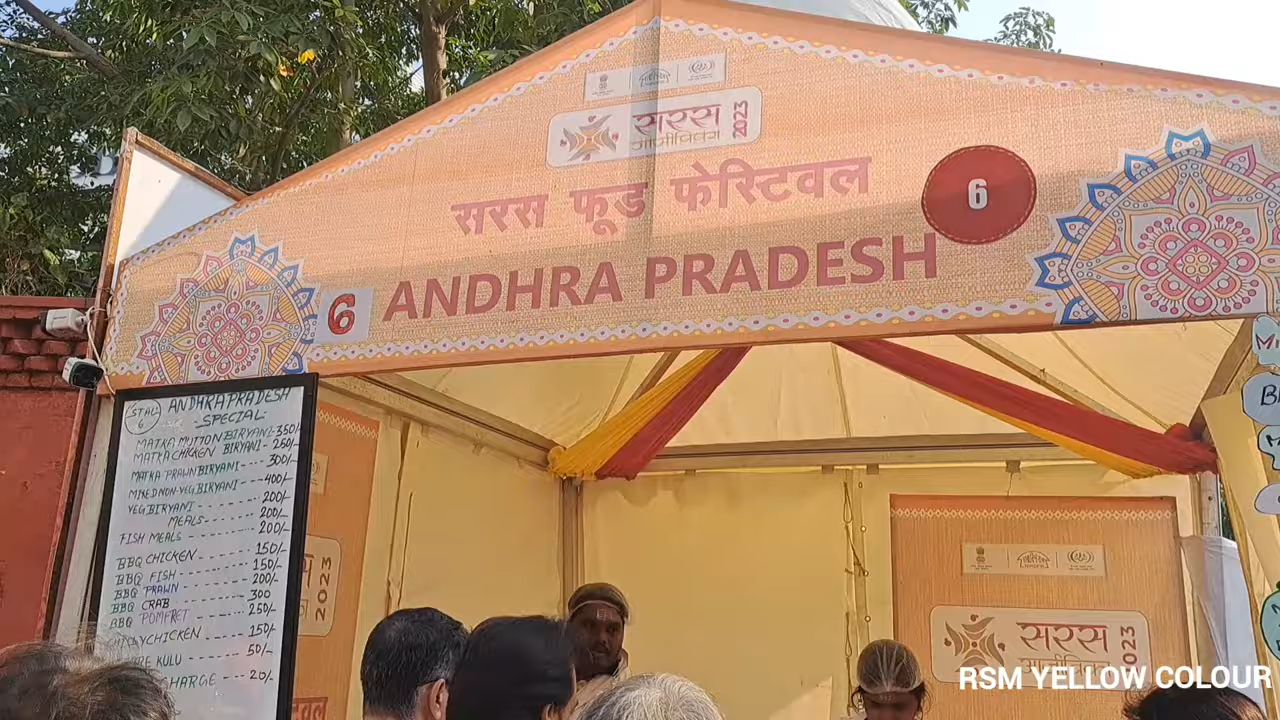 सरस
आजीविका
2023
सरस फूड फेस्टिवल
6
6
ANDHRA PRADESH
STALL
6
ANDHRA PRADESH
SPECIAL:
MATKA MUTTON BIRYANI-350/-
MATKA CHICKEN BIRYANI--250/-
MATKA PRAWN BIRYANI----300/-
MIXED NON-VEG BIRYANI----400/-
VEG BIRYANI--------200/-
MEALS-----200/-
FISH MEALS--------200/-
BBQ CHICKEN------150/-
BBQ FISH--------150/-
BBQ PRAWN-------200/-
BBQ CRAB--------300
BBQ POMFRET-----250/-
CHICKEN------150/-
KULU------50/-
CHARGE---20/-
2023
सरस
आजीविका
2023
RSM YELLOW COLOUR